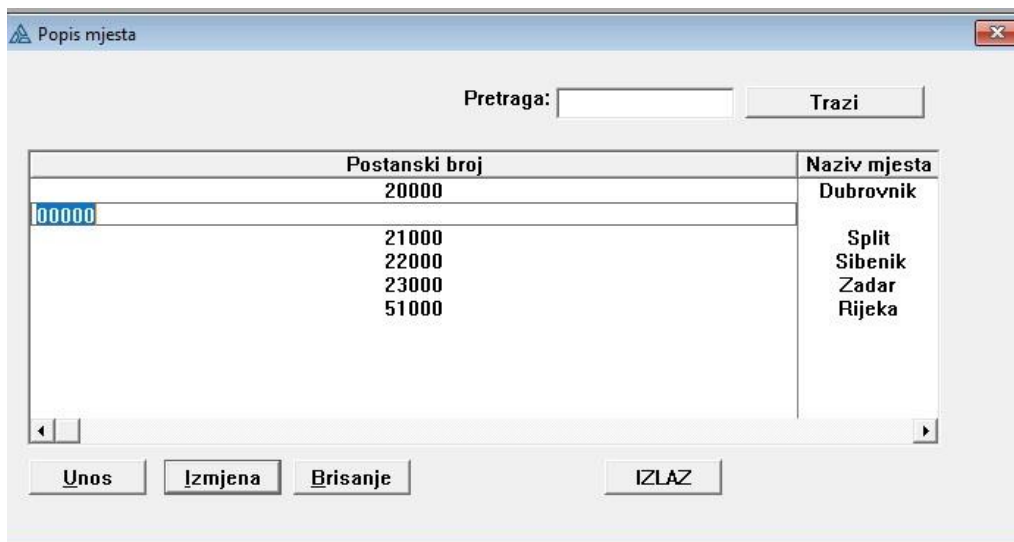 Popis mjesta
Pretraga: Trazi
Postanski broj Naziv mjesta
20000 Dubrovnik
00000
21000 Split
22000 Sibenik
23000 Zadar
51000 Rijeka
Unos Izmjena Brisanje IZLAZ